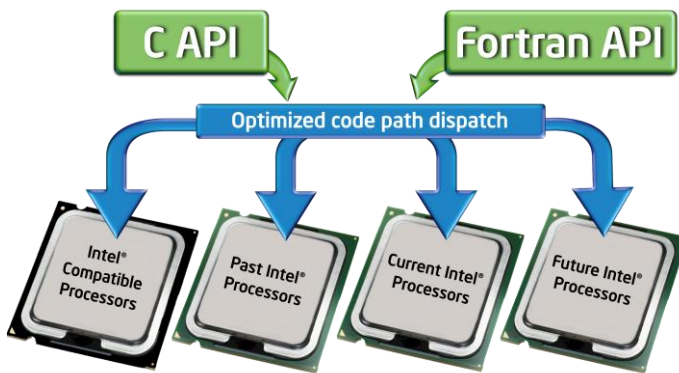 C API
Fortran API
Optimized code path dispatch
Intel®
Compatible
Processors
Past Intel®
Processors
Current Intel®
Processors
Future Intel®
Processors